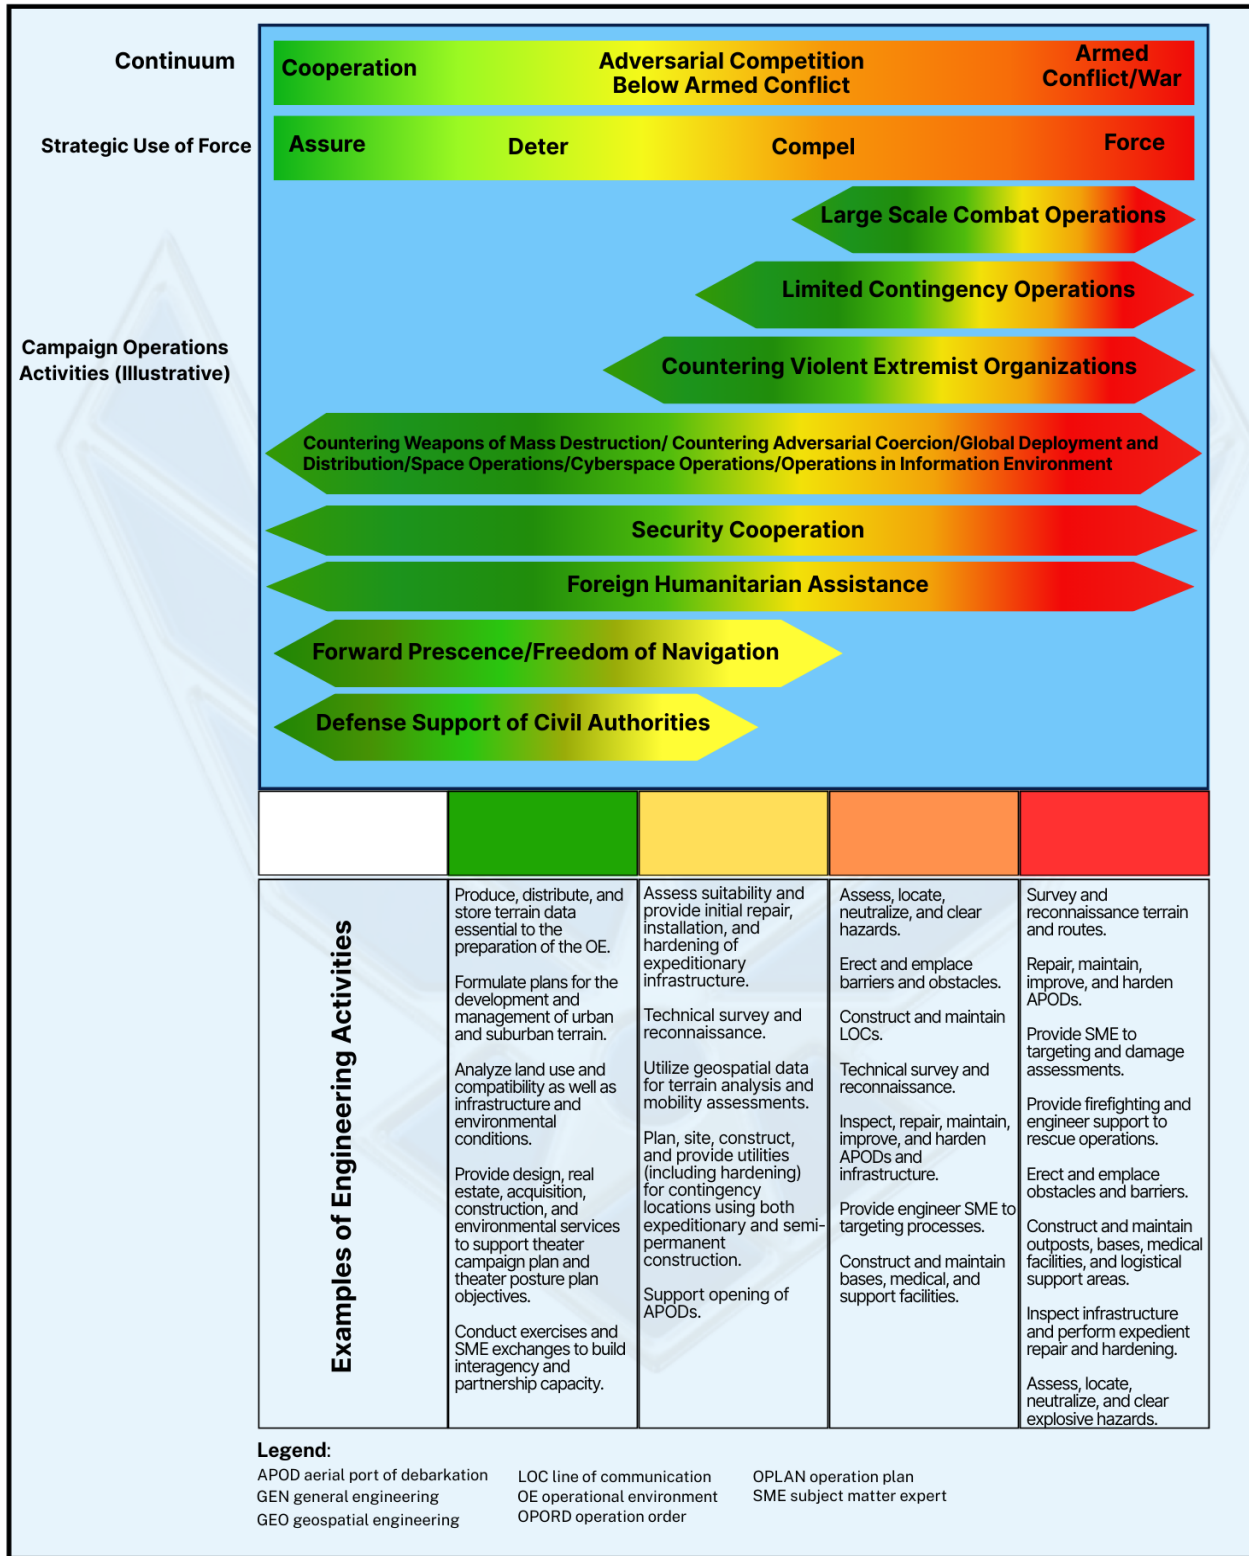 Continuum
Cooperation
Adversarial Competition
Below Armed Conflict
Armed
Conflict/War
Strategic Use of Force
Assure
Deter
Compel
Force
Large Scale Combat Operations
Limited Contingency Operations
Campaign Operations
Activities (Illustrative)
Countering Violent Extremist Organizations
Countering Weapons of Mass Destruction/ Countering Adversarial Coercion/Global Deployment and
Distribution/Space Operations/Cyberspace Operations/Operations in Information Environment
Security Cooperation
Foreign Humanitarian Assistance
Forward Prescence/Freedom of Navigation
Defense Support of Civil Authorities
Examples of Engineering Activities
Produce, distribute, and
store terrain data
essential to the
preparation of the OE.
Formulate plans for the
development and
management of urban
and suburban terrain.
Analyze land use and
compatibility as well as
infrastructure and
environmental
conditions.
Provide design, real
estate, acquisition,
construction, and
environmental services
to support theater
campaign plan and
theater posture plan
objectives.
Conduct exercises and
SME exchanges to build
interagency and
partnership capacity.
Assess suitability and
provide initial repair,
installation, and
hardening of
expeditionary
infrastructure.
Technical survey and
reconnaissance.
Utilize geospatial data
for terrain analysis and
mobility assessments.
Plan, site, construct,
and provide utilities
(including hardening)
for contingency
locations using both
expeditionary and semi-
permanent
construction.
Support opening of
APODs.
Assess, locate,
neutralize, and clear
hazards.
Erect and emplace
barriers and obstacles.
Construct and maintain
LOCs.
Technical survey and
reconnaissance.
Inspect, repair, maintain,
improve, and harden
APODs and
infrastructure.
Provide engineer SME to
targeting processes.
Construct and maintain
bases, medical, and
support facilities.
Survey and
reconnaissance terrain
and routes.
Repair, maintain,
improve, and harden
APODs.
Provide SME to
targeting and damage
assessments.
Provide firefighting and
engineer support to
rescue operations.
Erect and emplace
obstacles and barriers.
Construct and maintain
outposts, bases, medical
facilities, and logistical
support areas.
Inspect infrastructure
and perform expedient
repair and hardening.
Assess, locate,
neutralize, and clear
explosive hazards.
Legend:
APOD aerial port of debarkation
GEN general engineering
GEO geospatial engineering
LOC line of communication
OE operational environment
OPORD operation order
OPLAN operation plan
SME subject matter expert